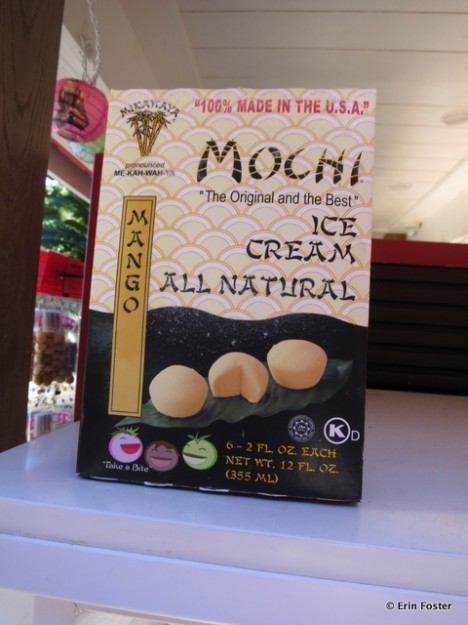 MIKAWAYA
pronounced
ME-KAH-WAH-YA
"100% MADE IN THE U.S.A."
MOCHI
"The Original and the Best"
ICE
CREAM
ALL NATURAL
MANGO
"Take a Bite"
K D
6 - 2 FL. OZ. EACH
NET WT. 12 FL. OZ.
(355 ML)
© Erin Foster